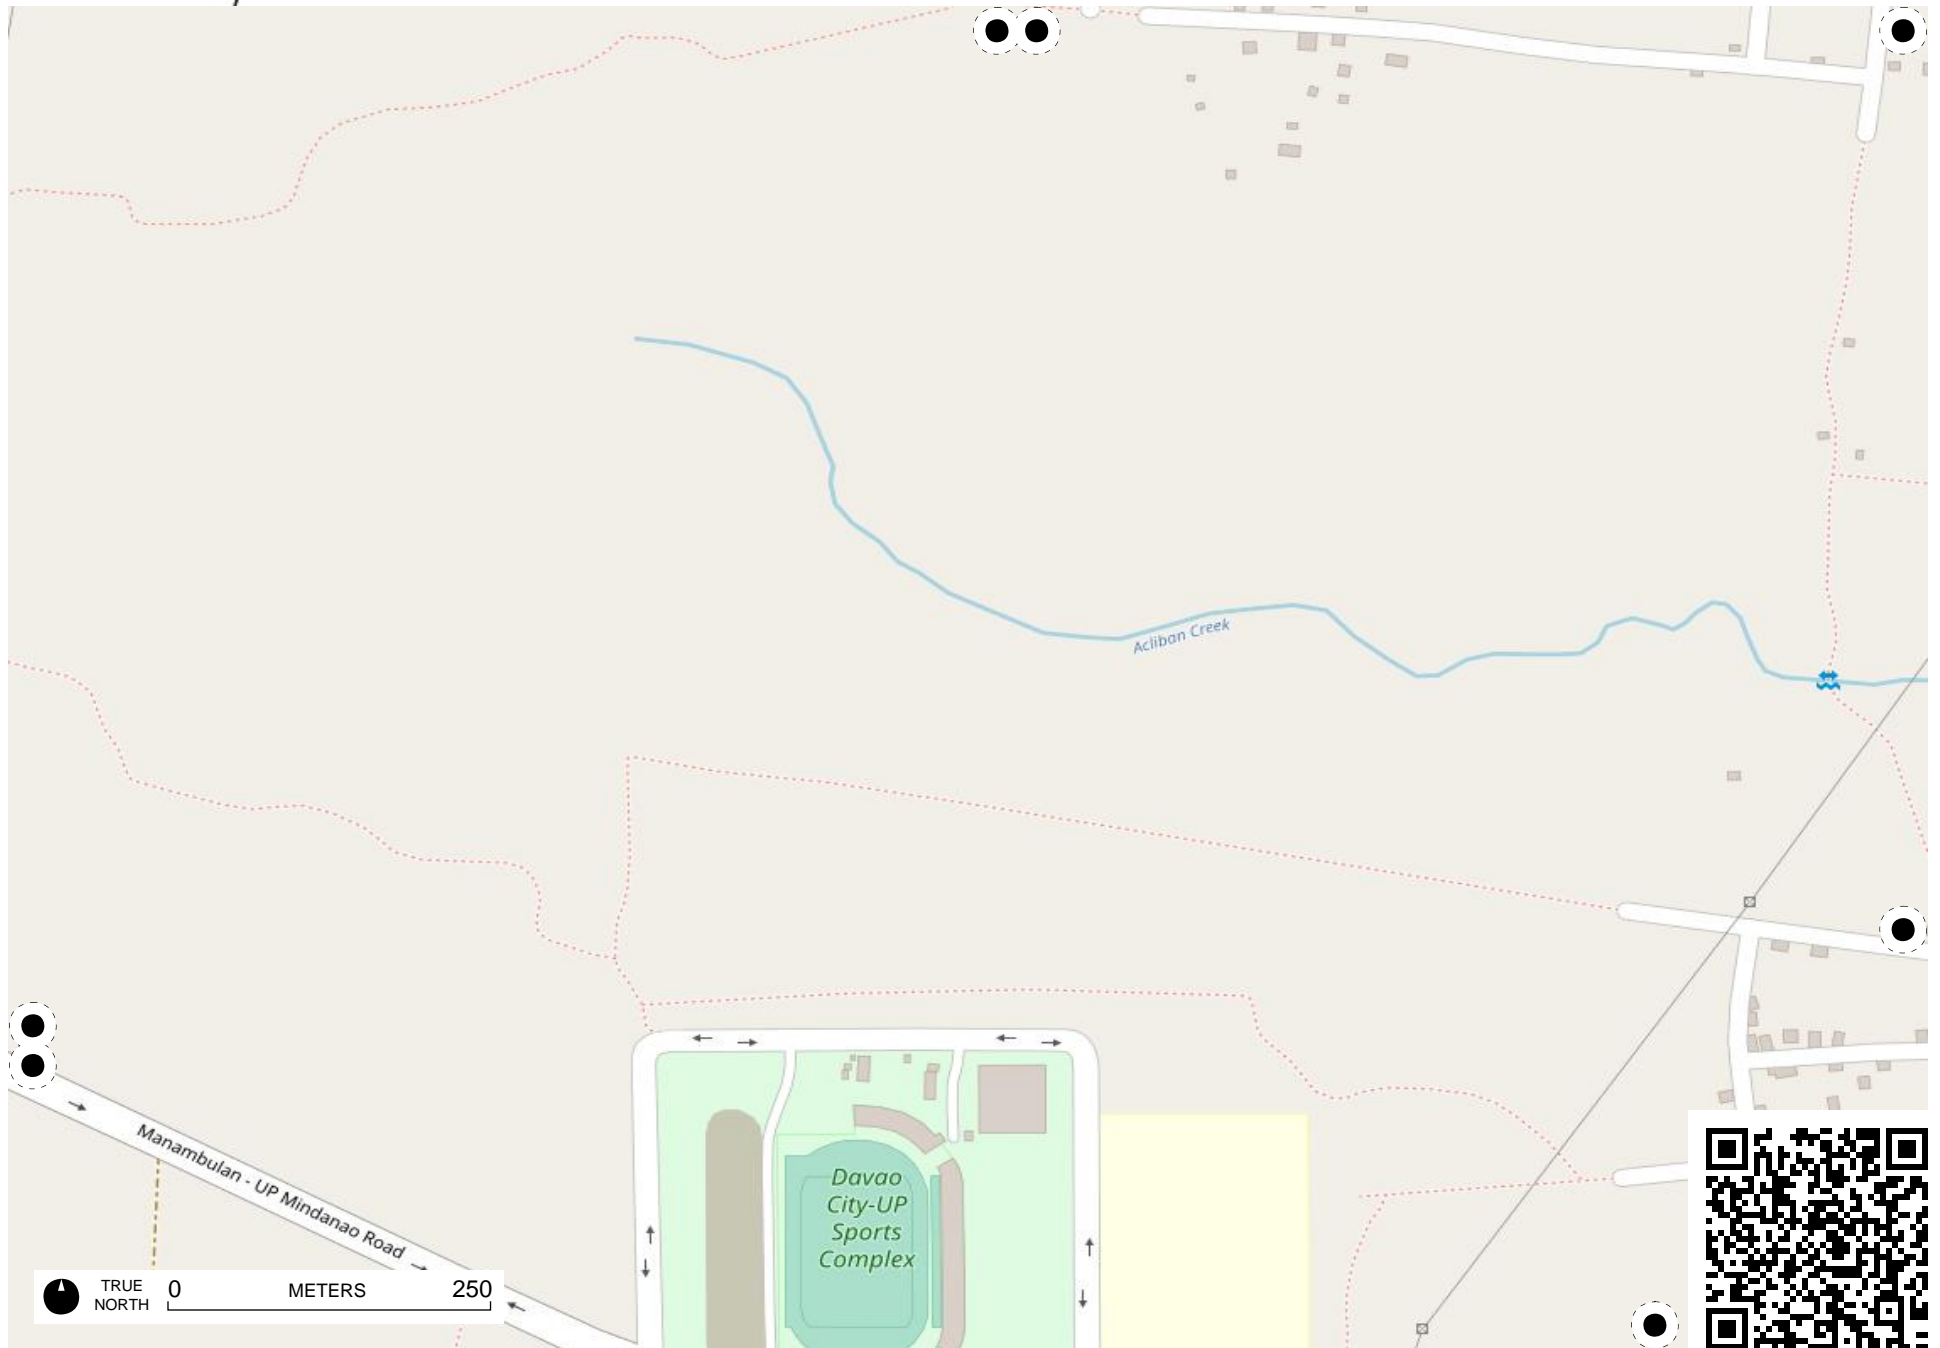 Acliban Creek
Manambulan - UP Mindanao Road
Davao
City-UP
Sports
Complex
TRUE
NORTH
0 METERS 250